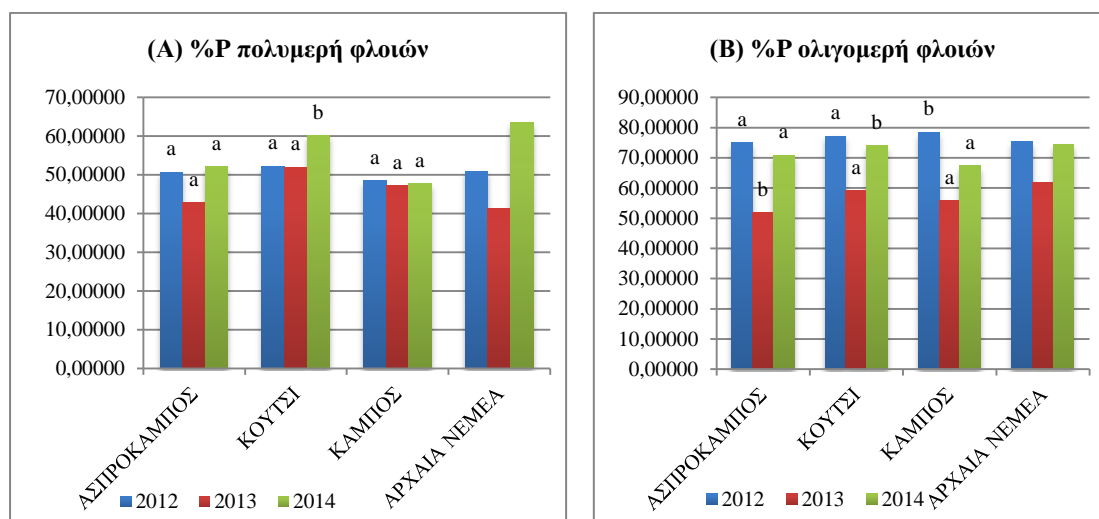 (Α) %P πολυμερή φλοιών
70,00000
60,00000
50,00000
40,00000
30,00000
20,00000
10,00000
0,00000
a a a
a a b
a a a
ΑΣΠΡΟΚΑΜΠΟΣ
ΚΟΥΤΣΙ
ΚΑΜΠΟΣ
ΑΡΧΑΙΑ ΝΕΜΕΑ
2012 2013 2014
(Β) %P ολιγομερή φλοιών
90,00000
80,00000
70,00000
60,00000
50,00000
40,00000
30,00000
20,00000
10,00000
0,00000
a b a
a a b
b a a
ΑΣΠΡΟΚΑΜΠΟΣ
ΚΟΥΤΣΙ
ΚΑΜΠΟΣ
ΑΡΧΑΙΑ ΝΕΜΕΑ
2012 2013 2014